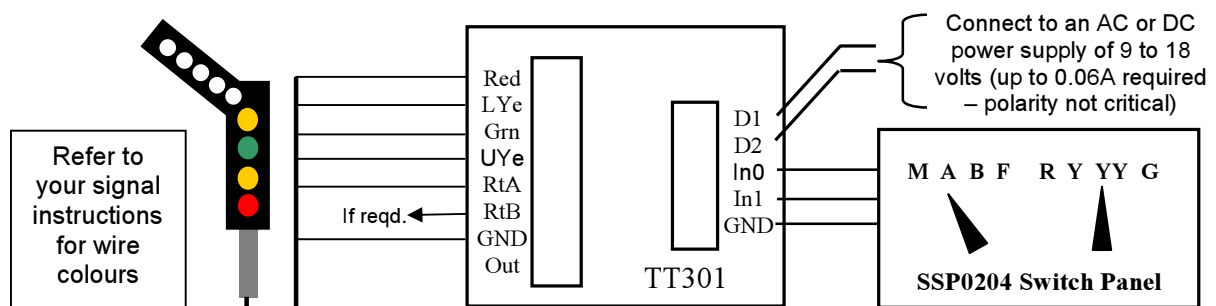 Refer to
your signal
instructions
for wire
colours
If reqd.
Red
LYe
Grn
UYe
RtA
RtB
GND
Out
D1
D2
In0
In1
GND
TT301
Connect to an AC or DC
power supply of 9 to 18
volts (up to 0.06A required
– polarity not critical)
M A B F R Y YY G
SSP0204 Switch Panel